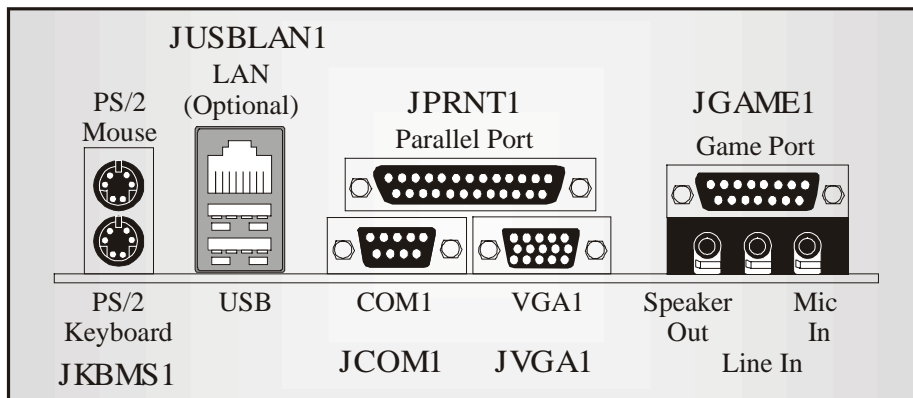 JUSBLAN1
LAN
(Optional)
PS/2
Mouse
JPRNT1
Parallel Port
JGAME1
Game Port
PS/2
Keyboard
JKBMS1
USB
COM1
JCOM1
VGA1
JVGA1
Speaker
Out
Line In
Mic
In